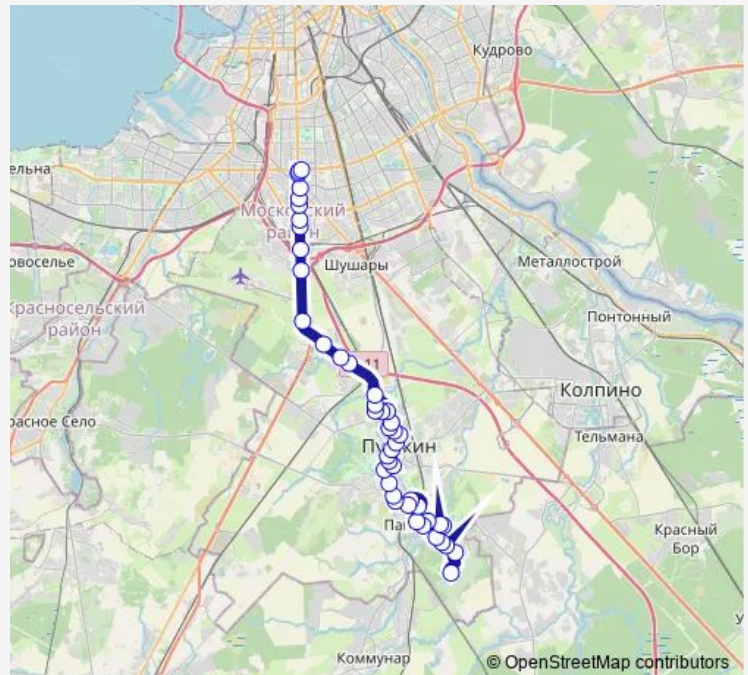 Кудрово
ельна
Московский
район
овоселье
Шушары
Металлострой
Красносельский
район
Понтонный
11
Колпино
расное Село
Тельмана
Пушкин
Красный
Бор
Коммунар
© OpenStreetMap contributors